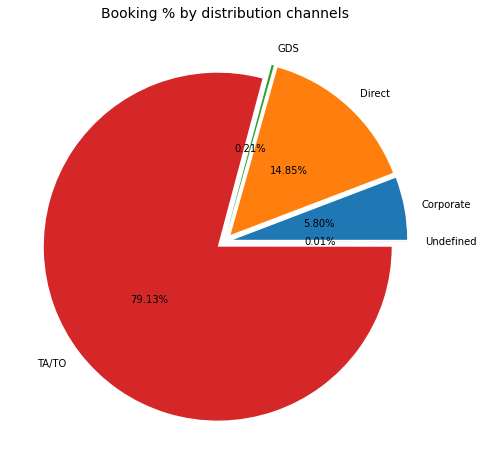 Booking % by distribution channels
GDS
Direct
0.21%
14.85%
Corporate
5.80%
Undefined
0.01%
79.13%
TA/TO